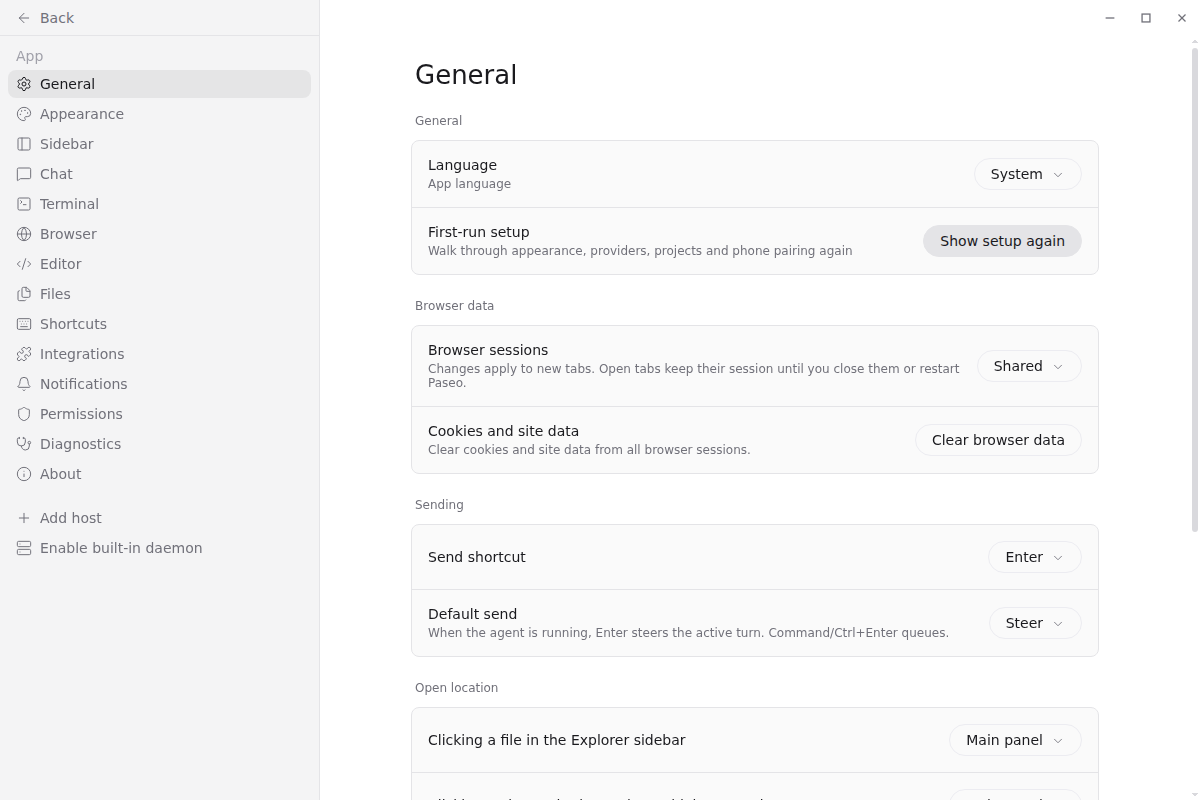 Back
App
General
Appearance
Sidebar
Chat
Terminal
Browser
Editor
Files
Shortcuts
Integrations
Notifications
Permissions
Diagnostics
About
Add host
Enable built-in daemon
General
General
Language
App language
System
First-run setup
Walk through appearance, providers, projects and phone pairing again
Show setup again
Browser data
Browser sessions
Changes apply to new tabs. Open tabs keep their session until you close them or restart
Paseo.
Shared
Cookies and site data
Clear cookies and site data from all browser sessions.
Clear browser data
Sending
Send shortcut
Enter
Default send
When the agent is running, Enter steers the active turn. Command/Ctrl+Enter queues.
Steer
Open location
Clicking a file in the Explorer sidebar
Main panel